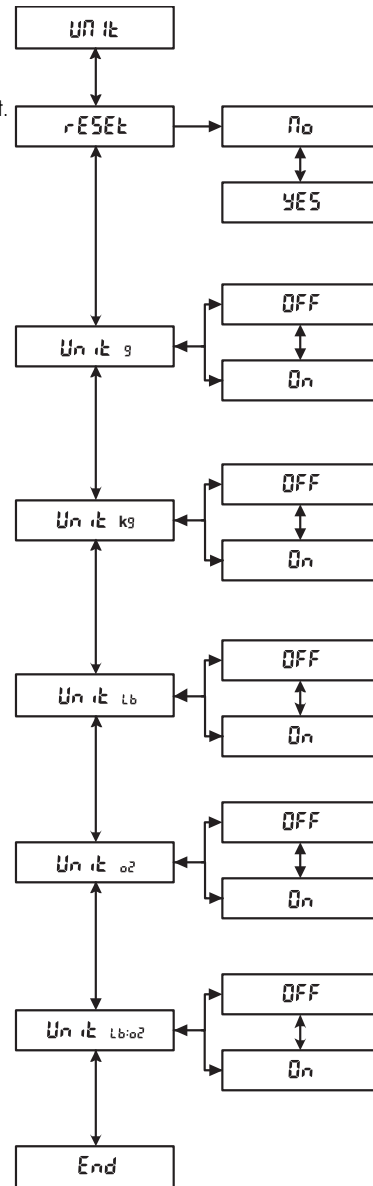 UNit
t.
rESEt
No
YES
OFF
Unit g
On
OFF
Unit kg
On
OFF
Unit Lb
On
OFF
Unit oz
On
OFF
Unit Lb:oz
On
End